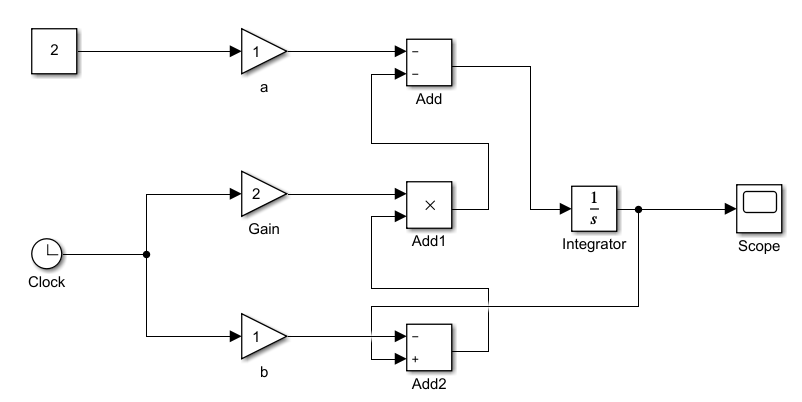 2
1
a
−
−
Add
2
Gain
×
Add1
1
s
Integrator
Scope
Clock
1
b
−
+
Add2